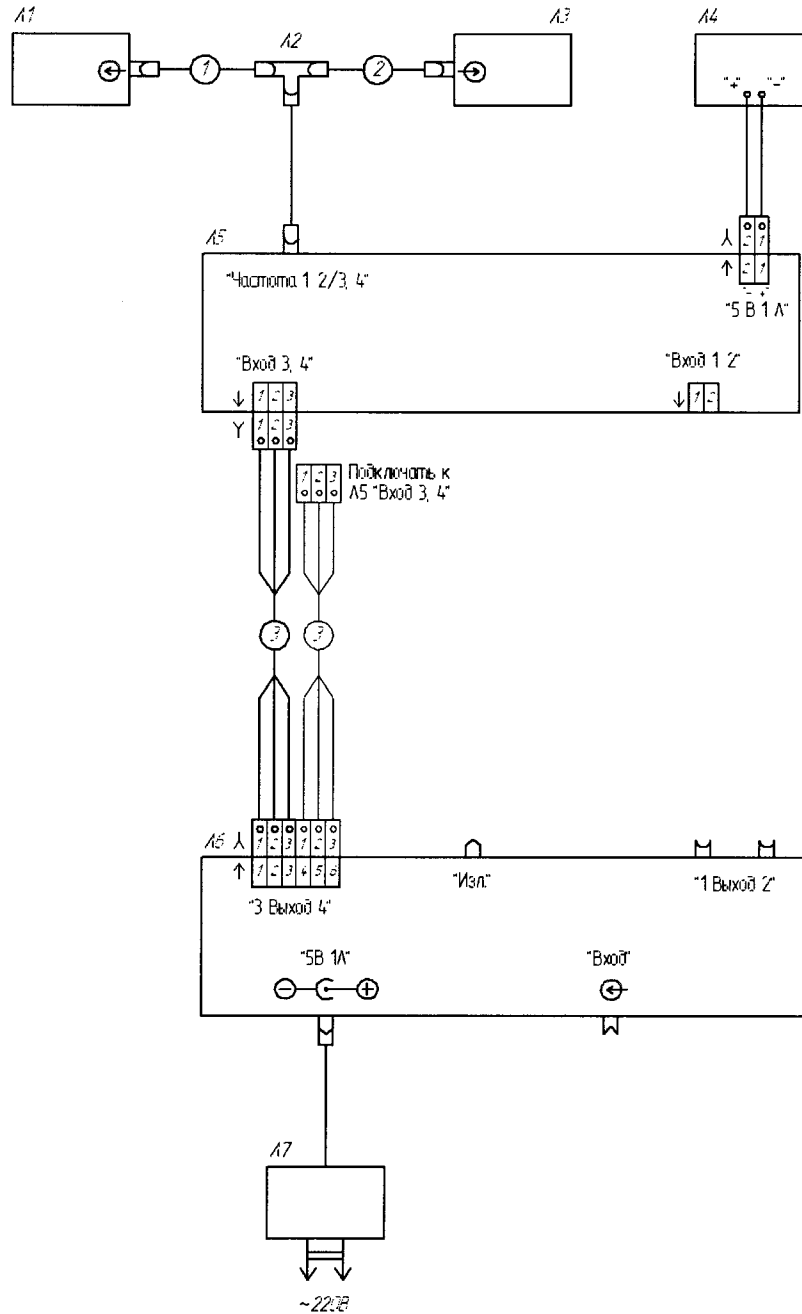 А1
А2
А3
А4
1
2
"+" "-"
А5
2 1
2 1
"Частота 1 2/3, 4"
"-" "+"
"5 В 1 А"
"Вход 3, 4"
"Вход 1 2"
1 2 3
1 2
1 2 3
1 2 3
Подключать к
А5 "Вход 3, 4"
3
3
А6
1 2 3 1 2 3
1 2 3 4 5 6
"3 Выход 4"
"Изл."
"1 Выход 2"
"5В 1А"
"Вход"
А7
~220В